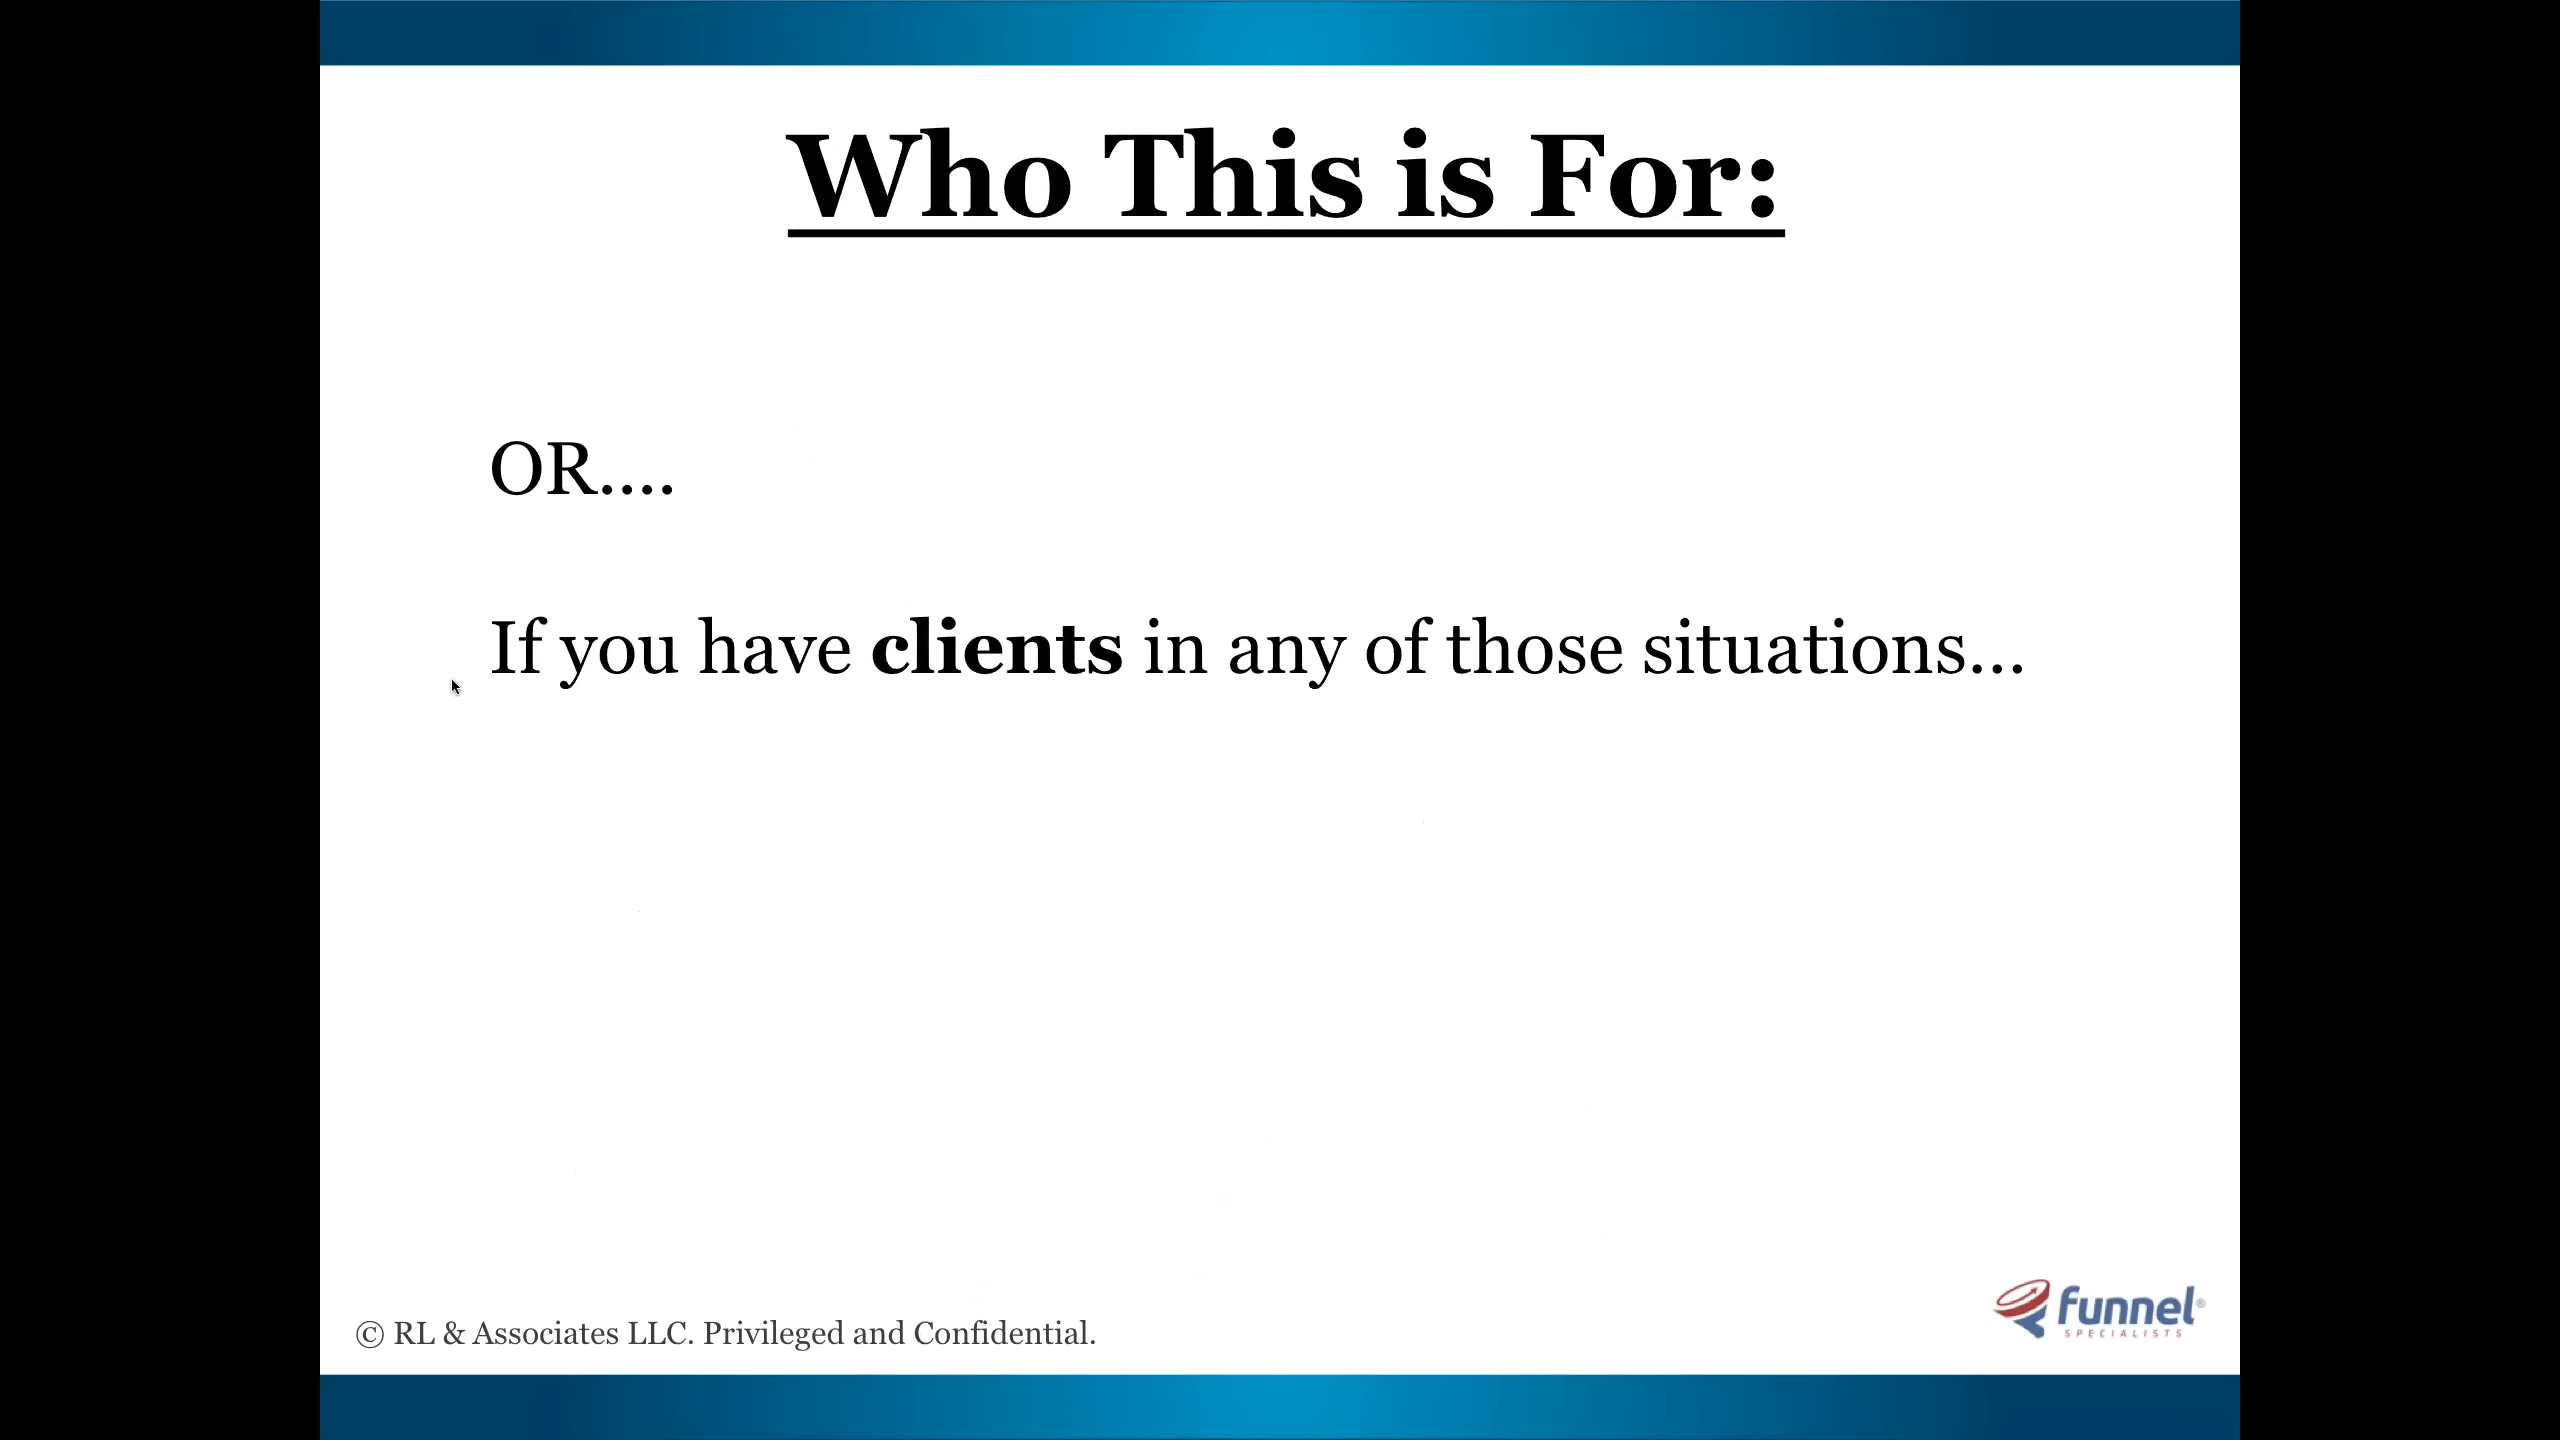 Who This is For:
OR....
If you have clients in any of those situations...
© RL & Associates LLC. Privileged and Confidential.
funnel®
SPECIALISTS